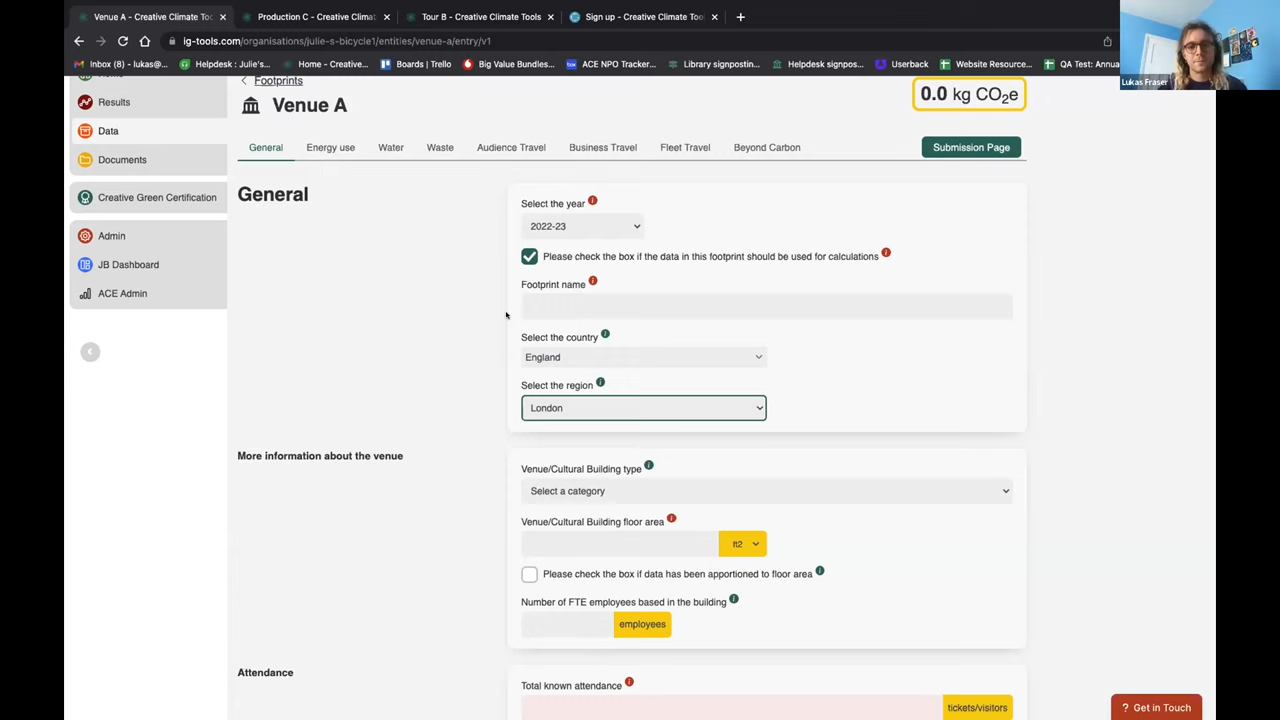 Venue A - Creative Climate Too
Production C - Creative Climat
Tour B - Creative Climate Tools
Sign up - Creative Climate Tool
ig-tools.com/organisations/julie-s-bicycle1/entities/venue-a/entry/v1
Inbox (8) - lukas@...
Helpdesk : Julie's...
Home - Creative...
Boards | Trello
Big Value Bundles...
ACE NPO Tracker...
Library signpostin...
Helpdesk signpos...
Userback
Website Resource...
QA Test: Annua
Lukas Fraser
Results
Data
Documents
Creative Green Certification
Admin
JB Dashboard
ACE Admin
Footprints
Venue A
0.0 kg CO2e
General
Energy use
Water
Waste
Audience Travel
Business Travel
Fleet Travel
Beyond Carbon
Submission Page
General
Select the year
2022-23
Please check the box if the data in this footprint should be used for calculations
Footprint name
Select the country
England
Select the region
London
More information about the venue
Venue/Cultural Building type
Select a category
Venue/Cultural Building floor area
ft2
Please check the box if data has been apportioned to floor area
Number of FTE employees based in the building
employees
Attendance
Total known attendance
tickets/visitors
? Get in Touch